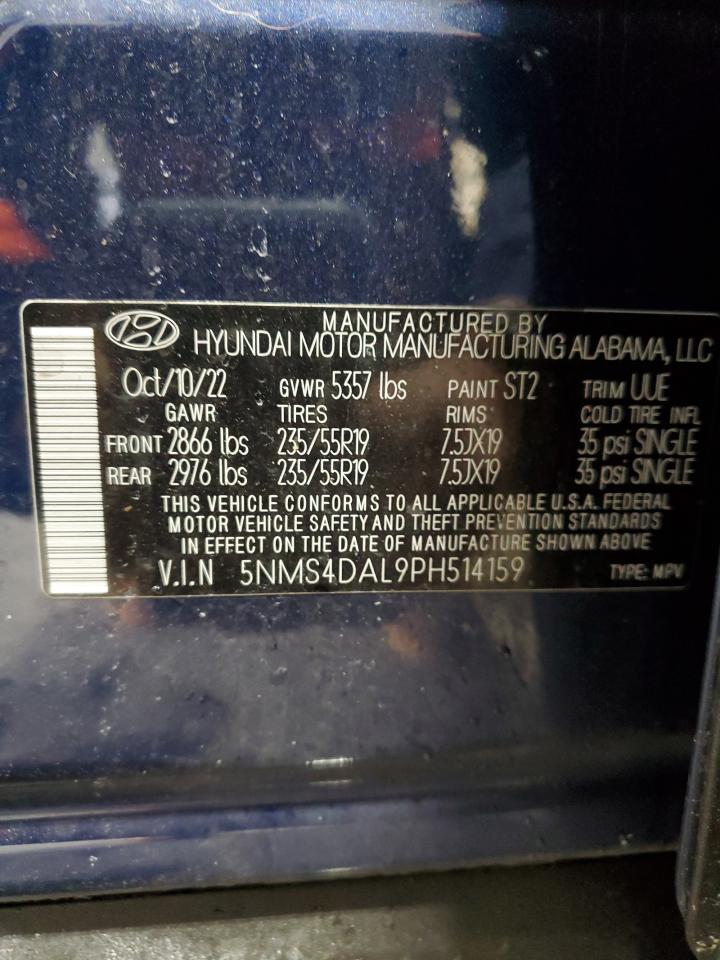 MANUFACTURED BY
HYUNDAI MOTOR MANUFACTURING ALABAMA, LLC
Oct/10/22 GVWR 5357 lbs PAINT ST2 TRIM UUE
GAWR TIRES RIMS COLD TIRE INFL
FRONT 2866 lbs 235/55R19 7.5JX19 35 psi SINGLE
REAR 2976 lbs 235/55R19 7.5JX19 35 psi SINGLE
THIS VEHICLE CONFORMS TO ALL APPLICABLE U.S.A. FEDERAL
MOTOR VEHICLE SAFETY AND THEFT PREVENTION STANDARDS
IN EFFECT ON THE DATE OF MANUFACTURE SHOWN ABOVE.
V.I.N 5NMS4DAL9PH514159 TYPE: MPV